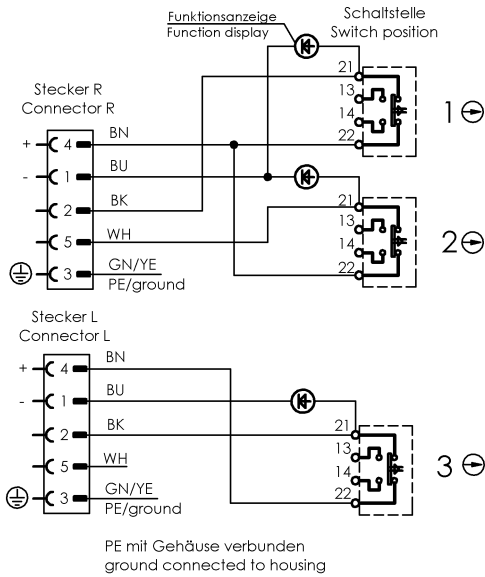 Funktionsanzeige
Function display
Schaltstelle
Switch position
Stecker R
Connector R
21
13
14
22
1
+ 4 BN
- 1 BU
2 BK
5 WH
3 GN/YE
PE/ground
21
13
14
22
2
Stecker L
Connector L
+ 4 BN
- 1 BU
2 BK
5 WH
3 GN/YE
PE/ground
21
13
14
22
3
PE mit Gehäuse verbunden
ground connected to housing